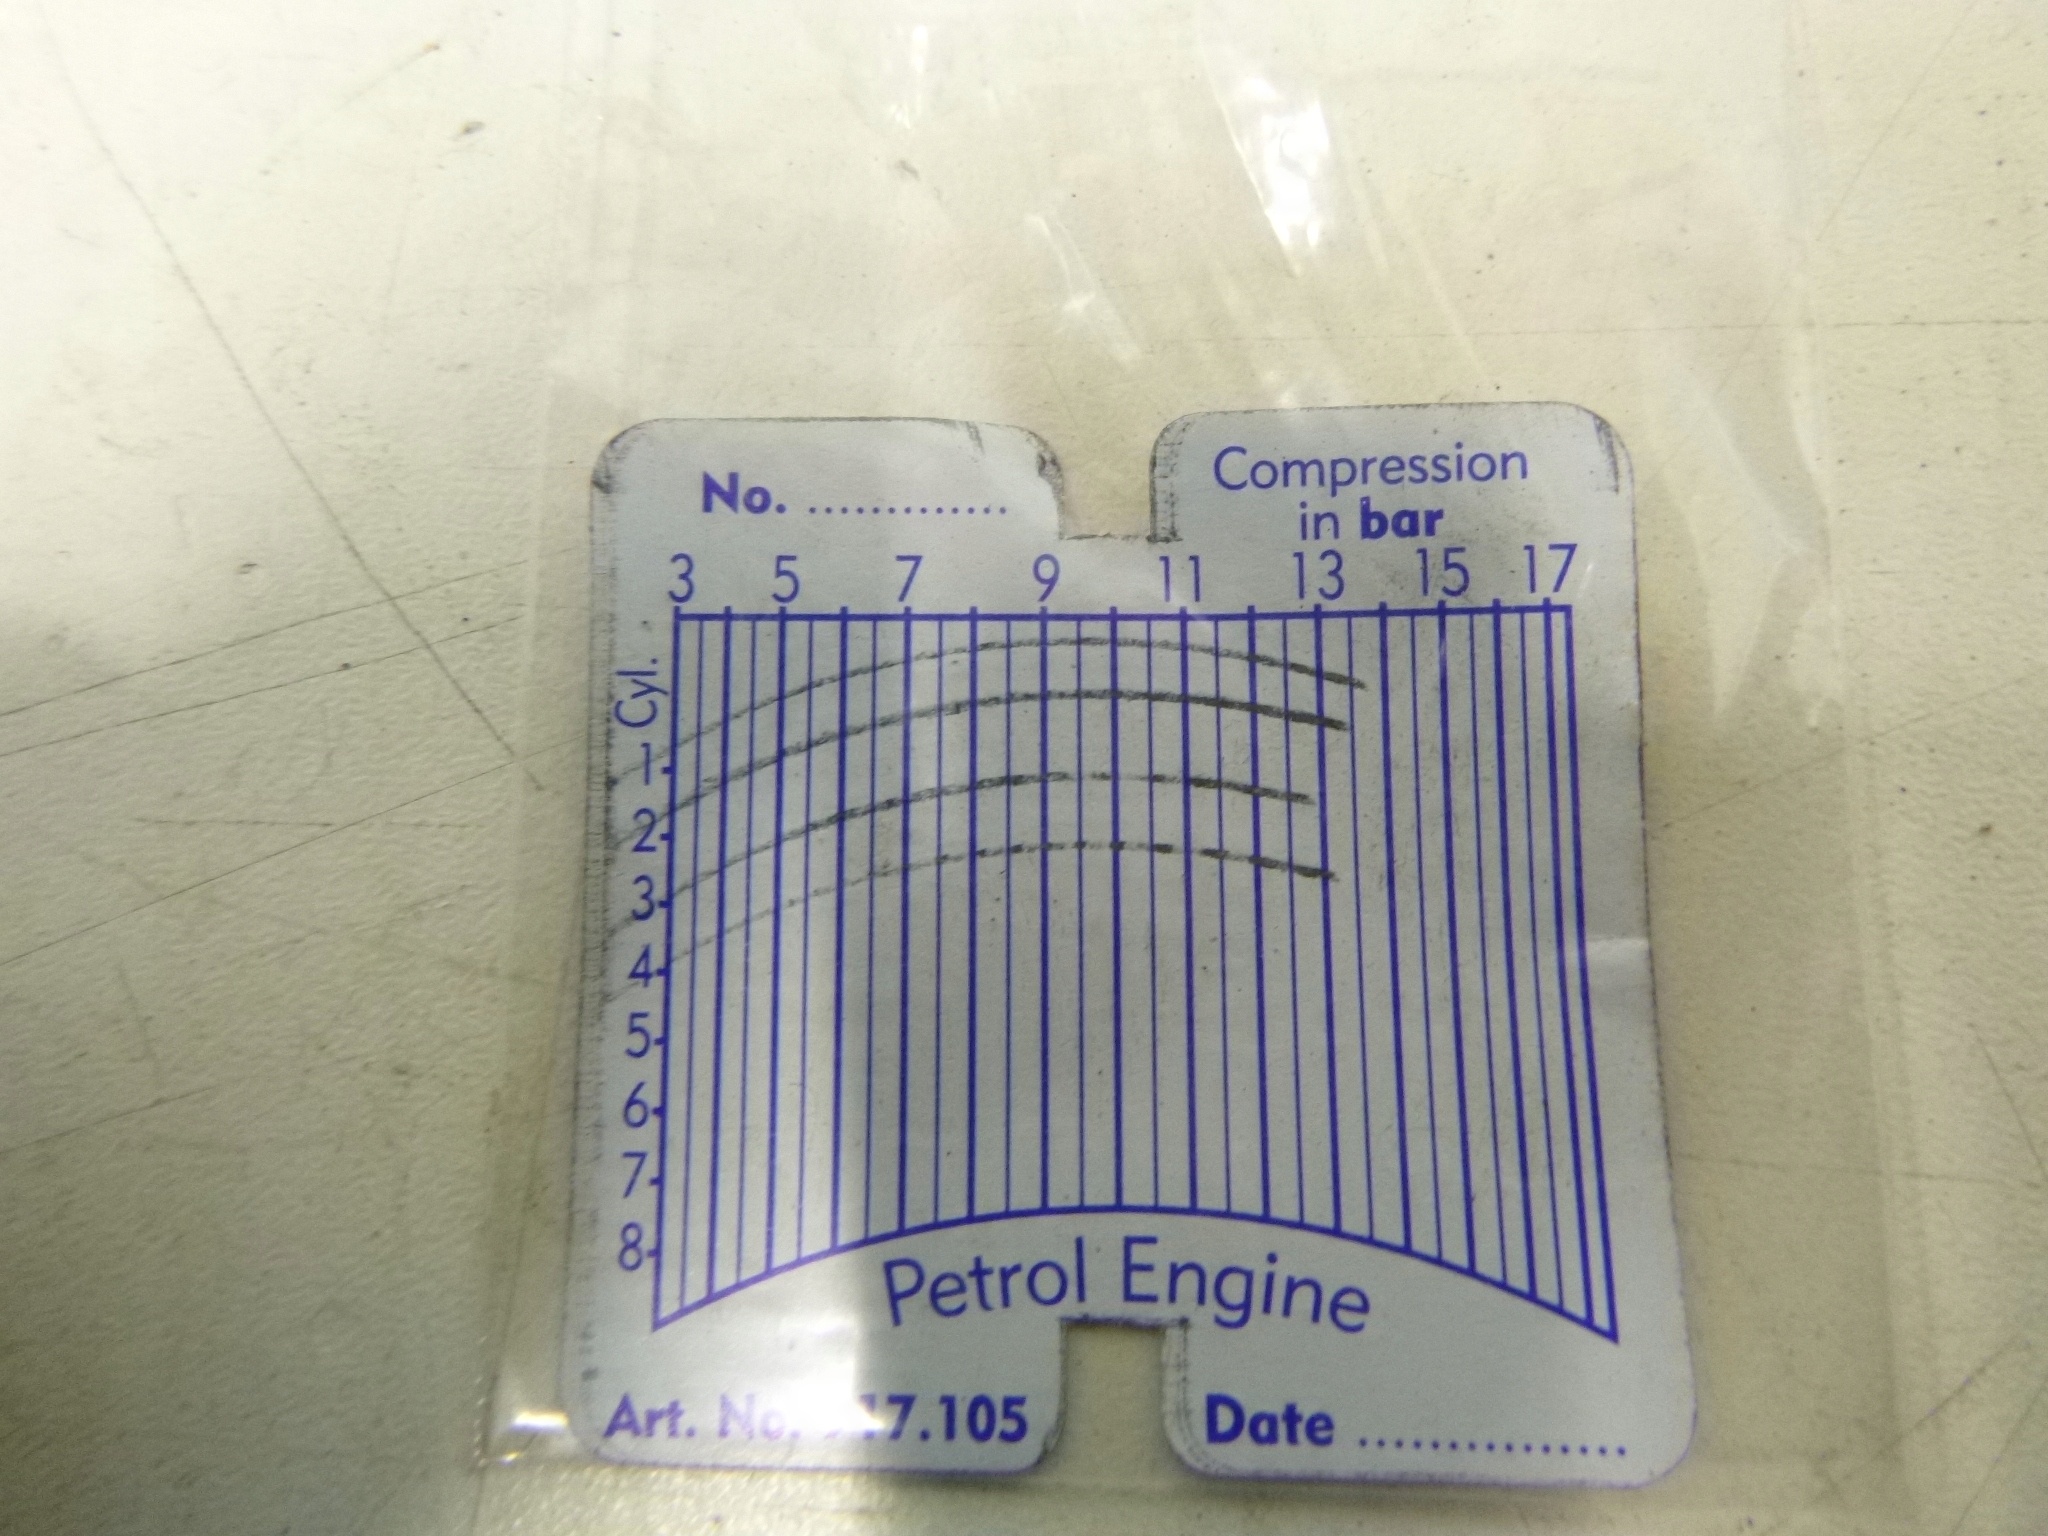 No. .............
Compression
in bar
3 5 7 9 11 13 15 17
Cyl.
1
2
3
4
5
6
7
8
Petrol Engine
Art. No. 17.105
Date ...............